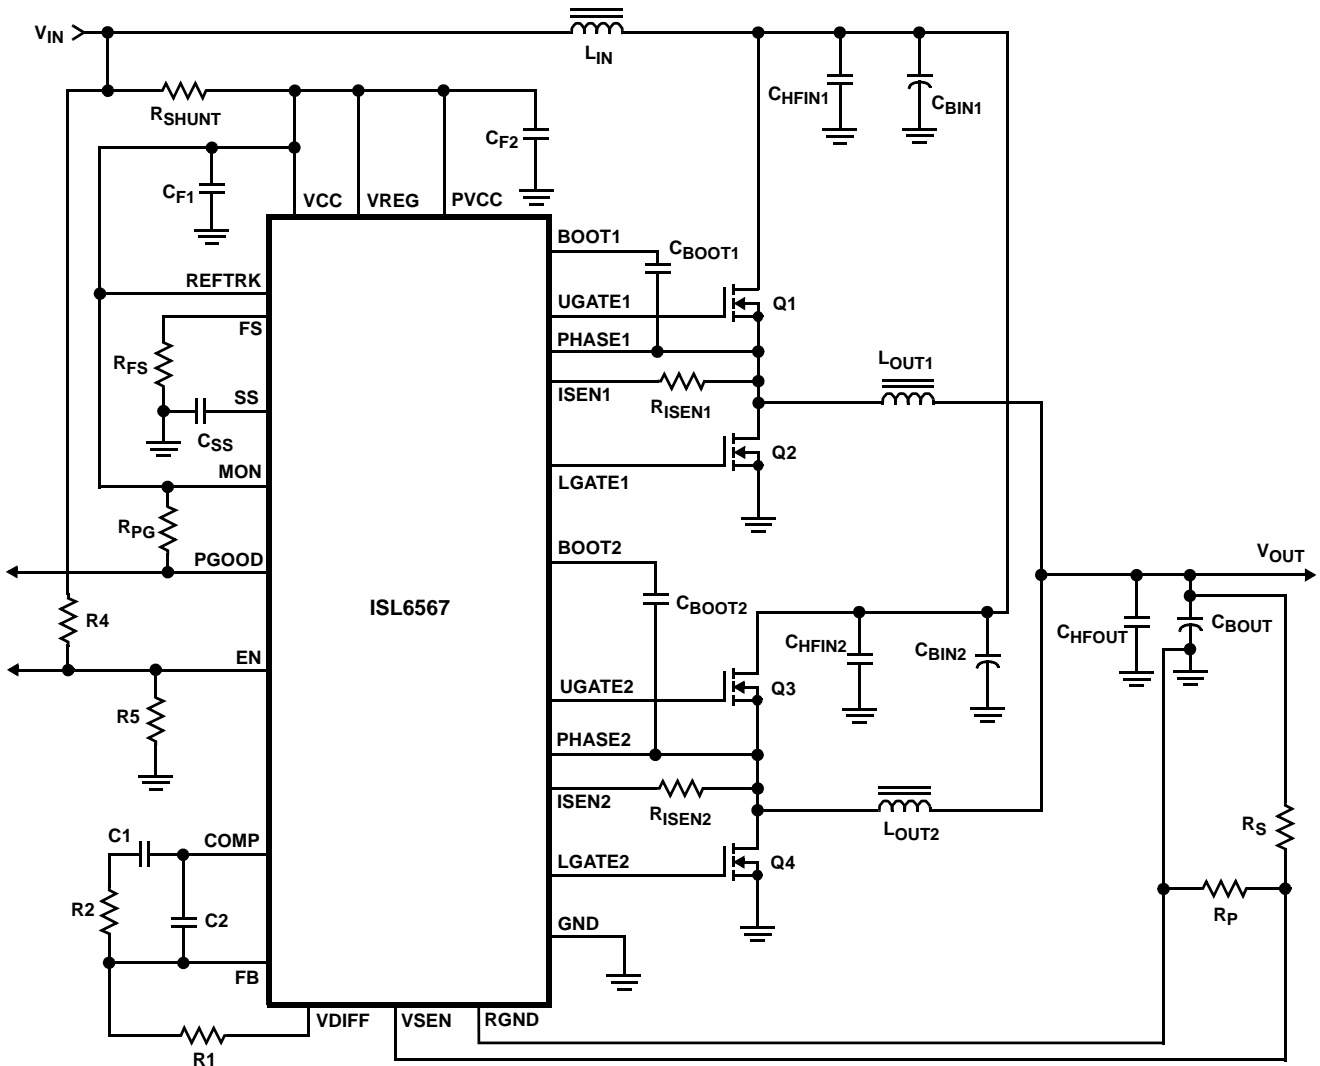 VIN
LIN
RSHUNT
CHFIN1
CBIN1
CF2
CF1
VCC
VREG
PVCC
BOOT1
CBOOT1
REFTRK
UGATE1
Q1
FS
PHASE1
RFS
LOUT1
SS
ISEN1
RISEN1
CSS
Q2
MON
LGATE1
RPG
PGOOD
BOOT2
VOUT
ISL6567
CBOOT2
R4
CHFIN2
CBIN2
CHFOUT
CBOUT
EN
UGATE2
Q3
R5
PHASE2
ISEN2
RISEN2
LOUT2
RS
C1
COMP
LGATE2
Q4
R2
C2
GND
RP
FB
VDIFF
VSEN
RGND
R1